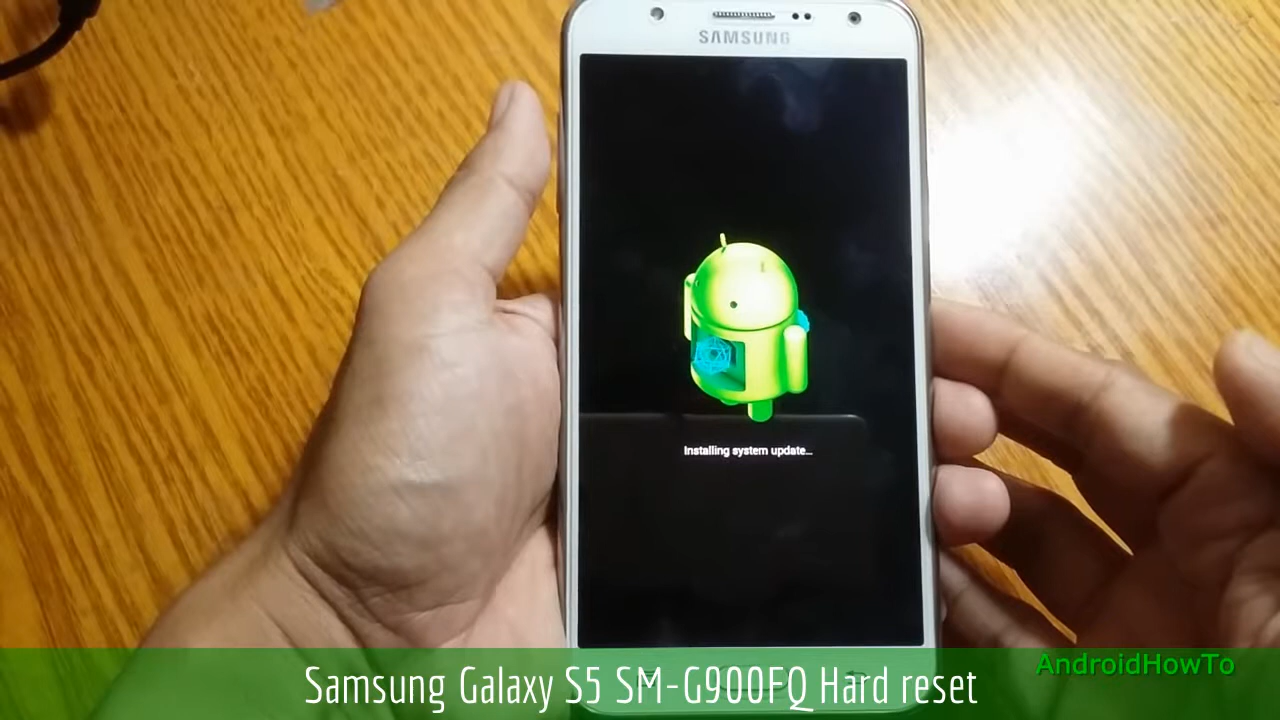 SAMSUNG
Installing system update...
AndroidHowTo
Samsung Galaxy S5 SM-G900FQ Hard reset